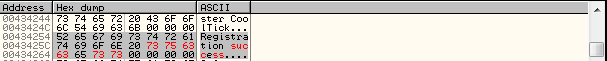 Address Hex dump ASCII
00434244 73 74 65 72 20 43 6F 6F ster Coo
0043424C 6C 54 69 63 6B 00 00 00 lTick...
00434254 52 65 67 69 73 74 72 61 Registra
0043425C 74 69 6F 6E 20 73 75 63 tion suc
00434264 63 65 73 73 00 00 00 00 cess....